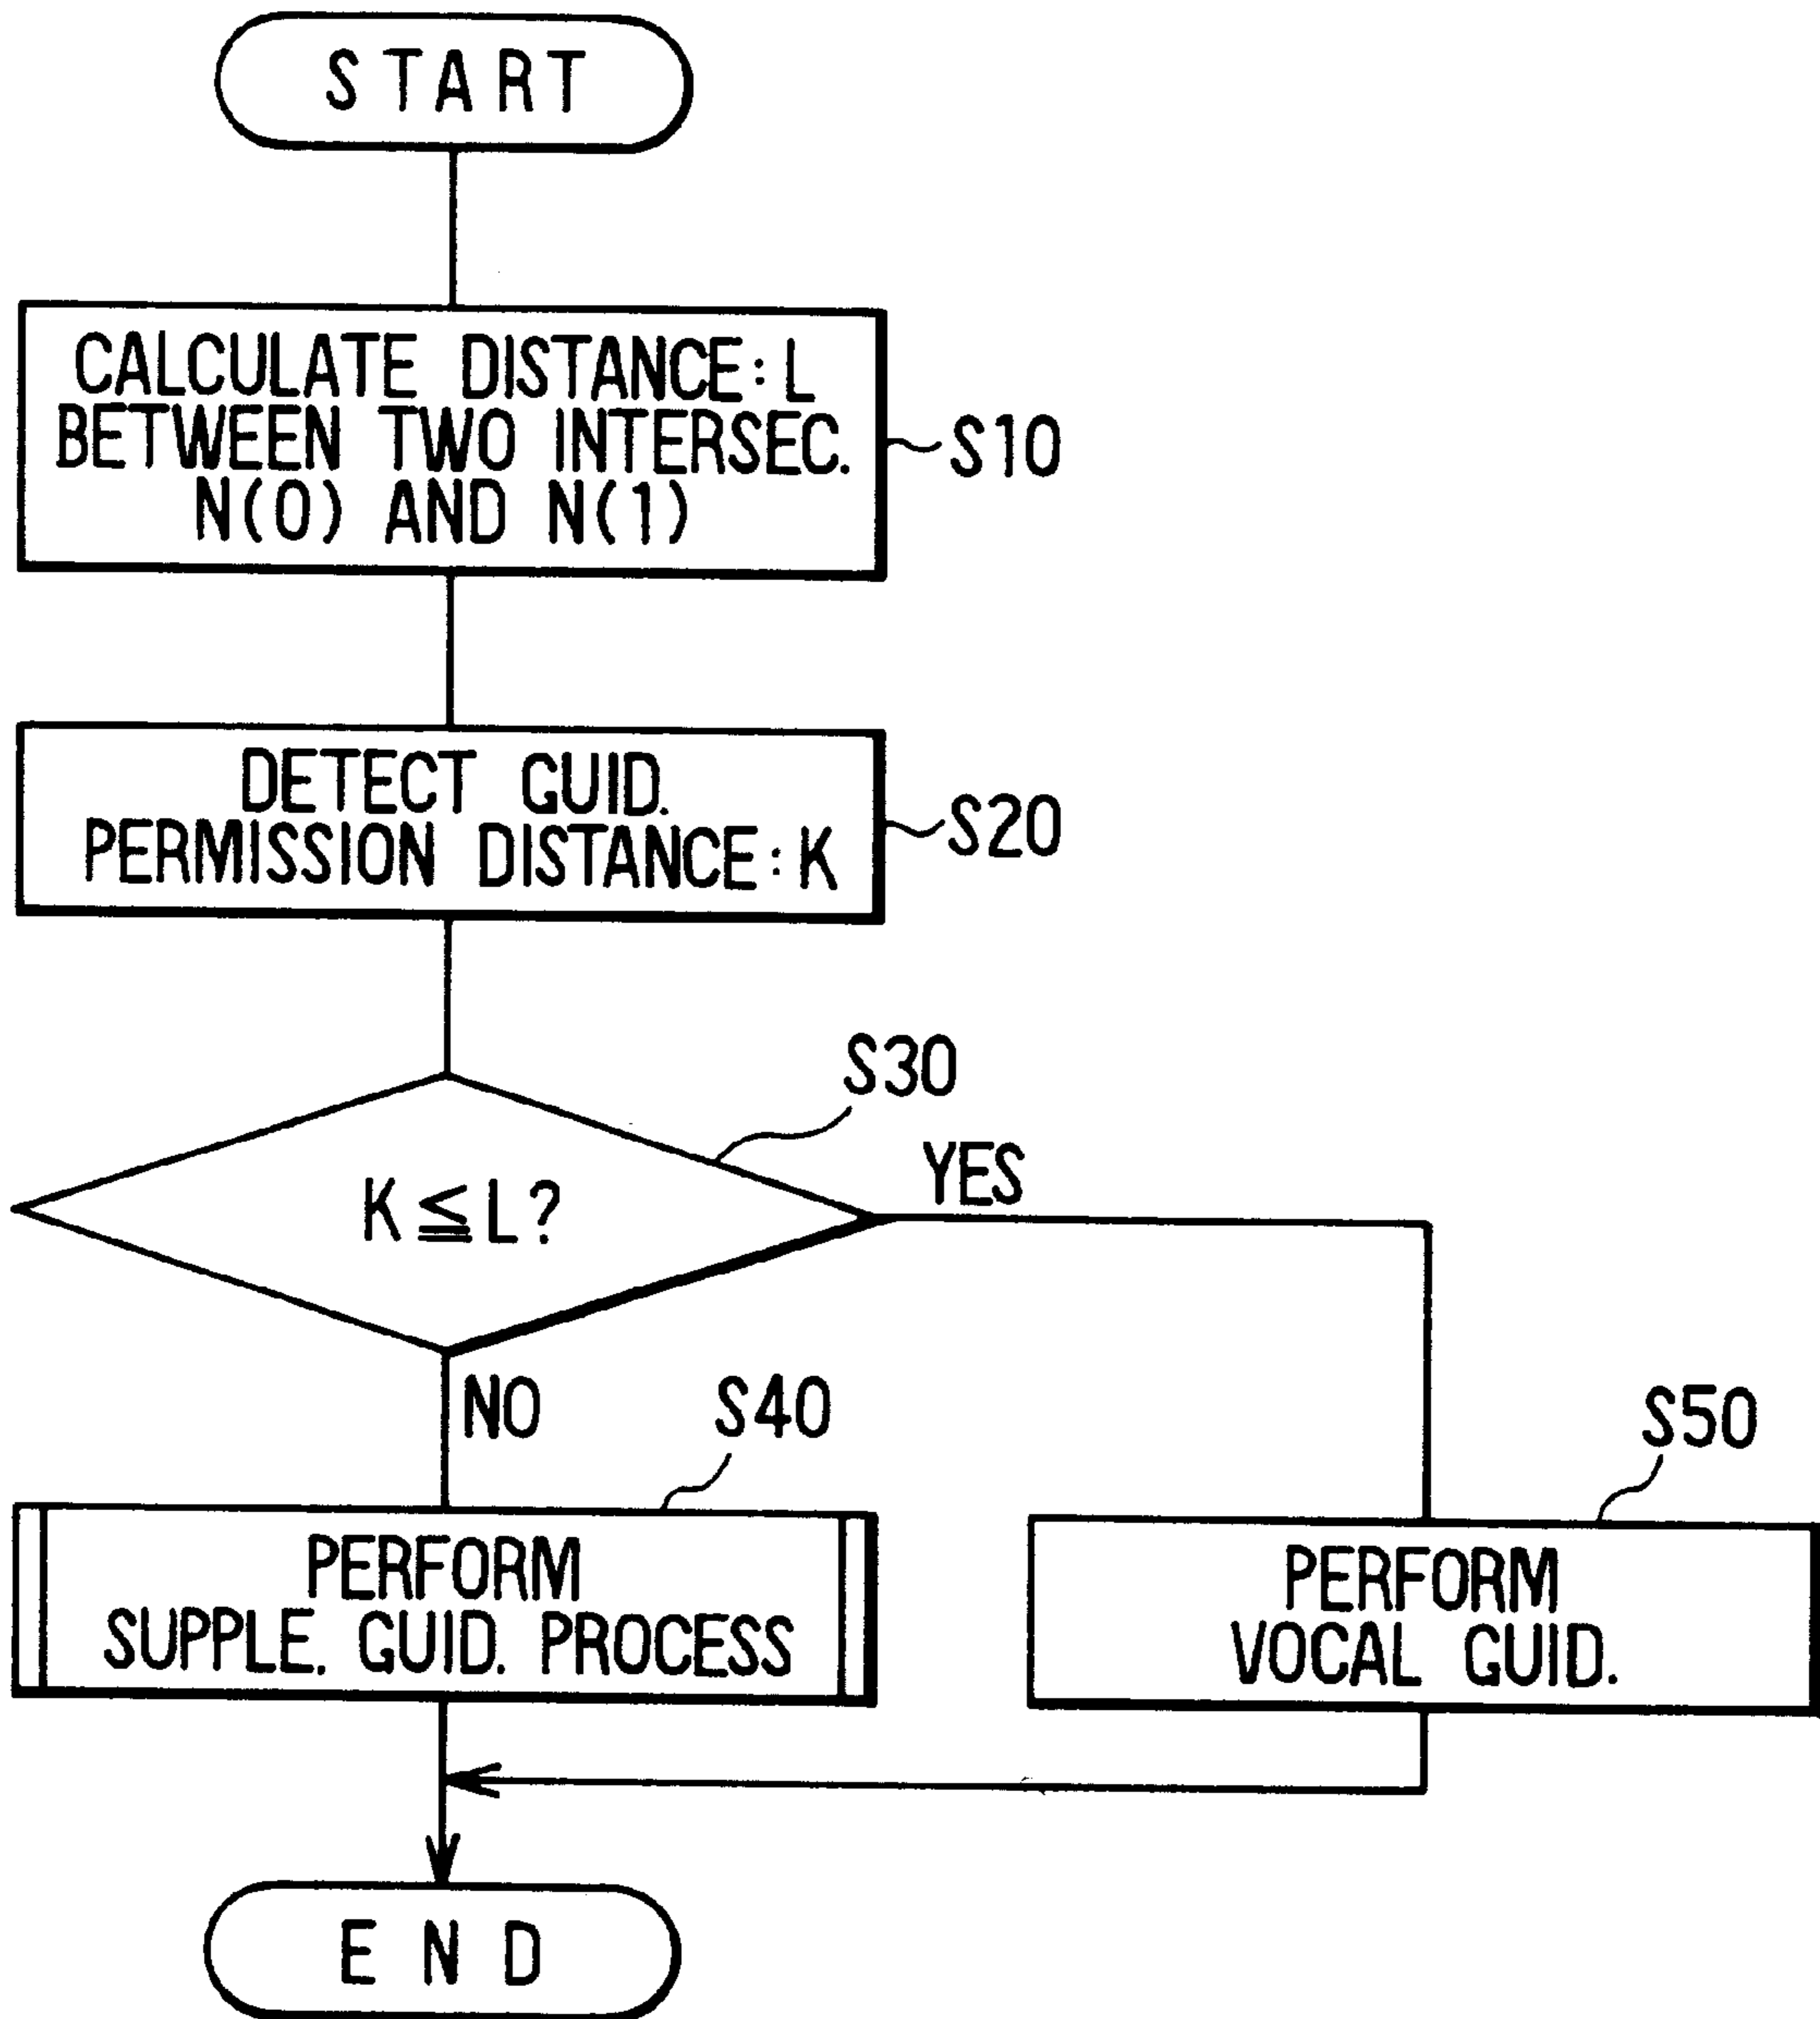 START
CALCULATE DISTANCE: L
BETWEEN TWO INTERSEC.
N(0) AND N(1)
S10
DETECT GUID.
PERMISSION DISTANCE: K
S20
S30
K≦L?
YES
NO
S40
PERFORM
SUPPLE. GUID. PROCESS
S50
PERFORM
VOCAL GUID.
END